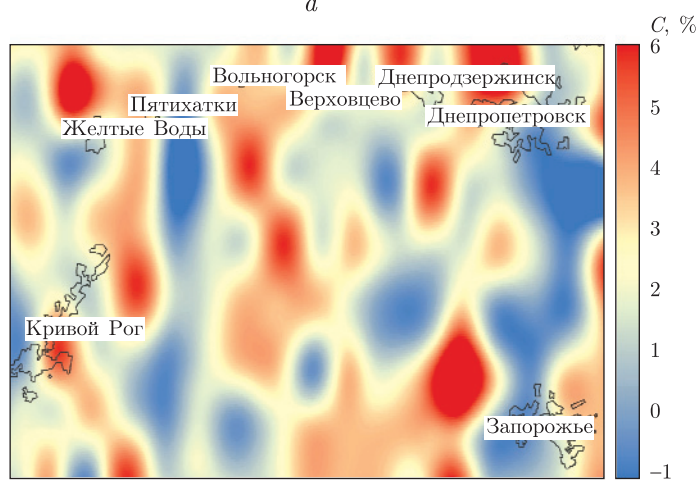 а
C, %
6
Вольногорск
Днепродзержинск
Пятихатки
Верховцево
5
Желтые Воды
Днепропетровск
4
3
2
Кривой Рог
1
0
Запорожье
–1